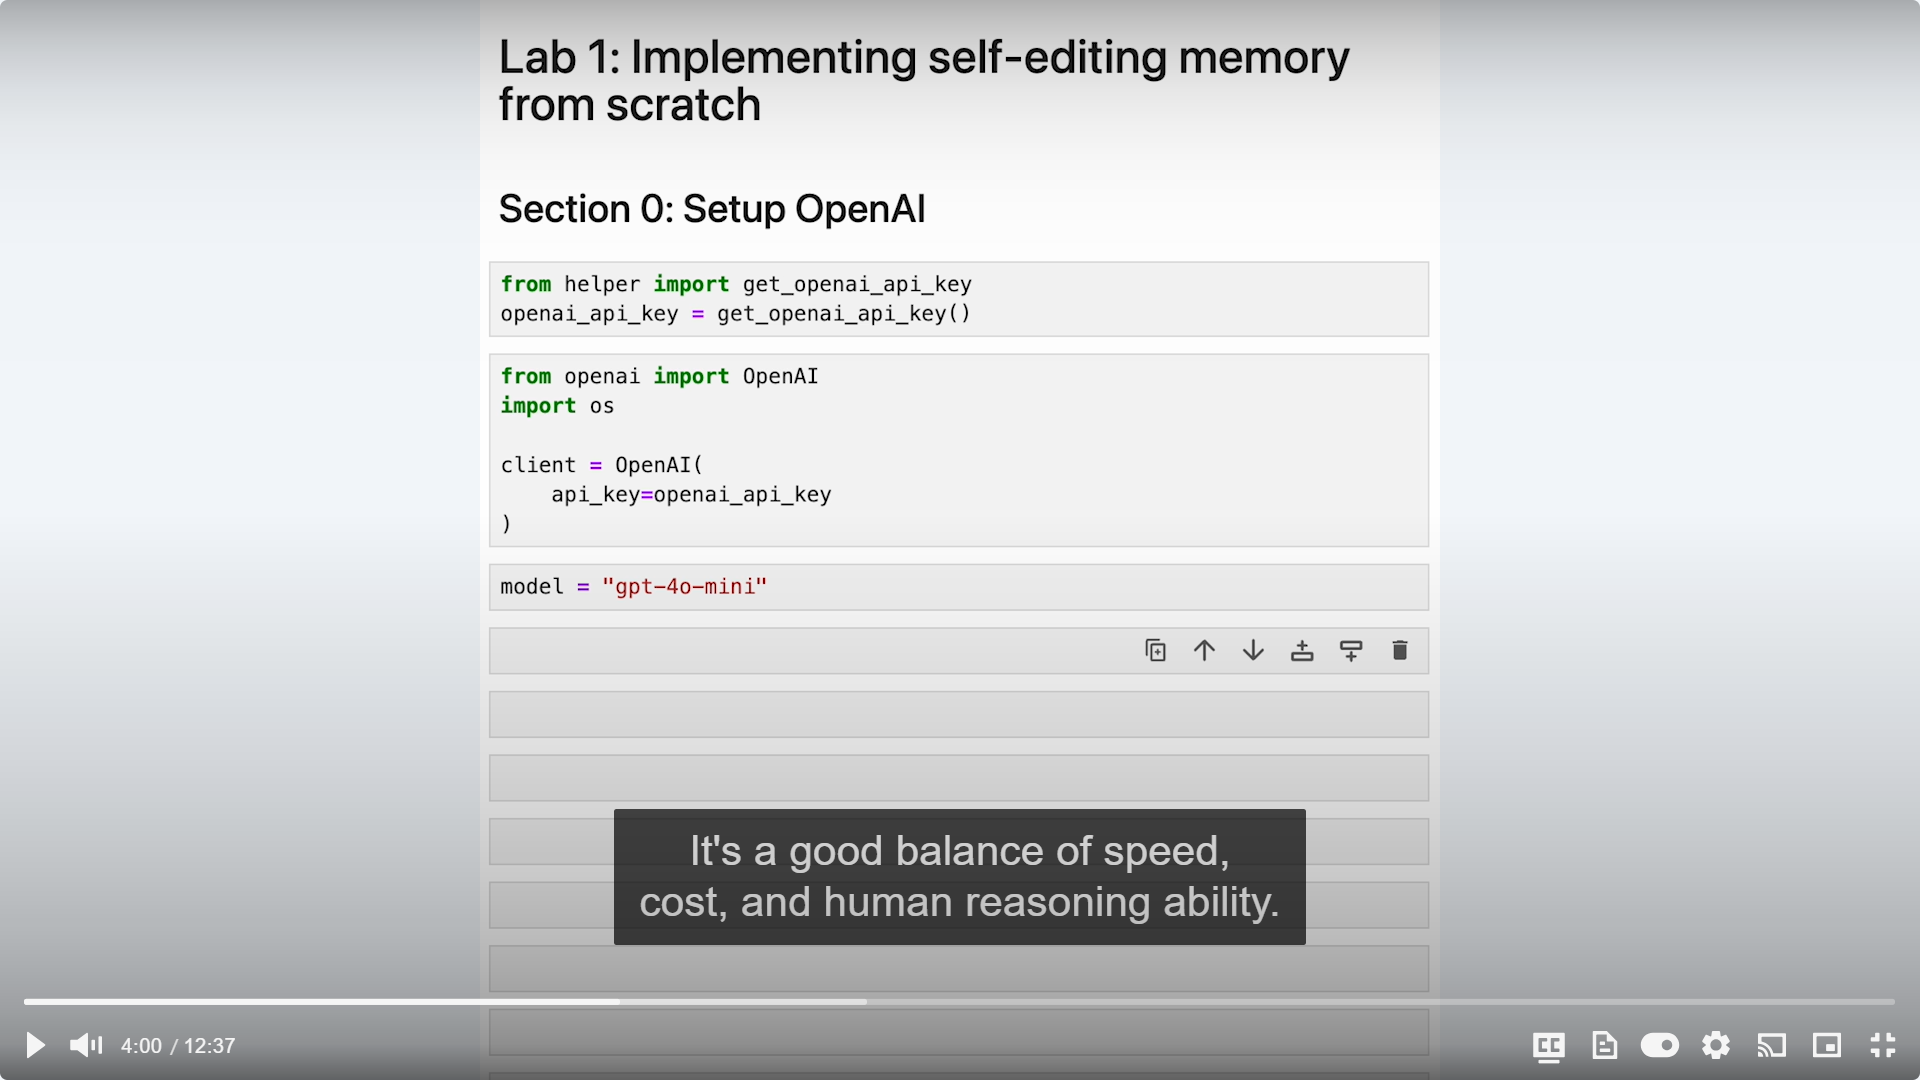 Lab 1: Implementing self-editing memory
from scratch
Section 0: Setup OpenAI
from helper import get_openai_api_key
openai_api_key = get_openai_api_key()
from openai import OpenAI
import os
client = OpenAI(
    api_key=openai_api_key
)
model = "gpt-4o-mini"
It's a good balance of speed,
cost, and human reasoning ability.
4:00 / 12:37
CC